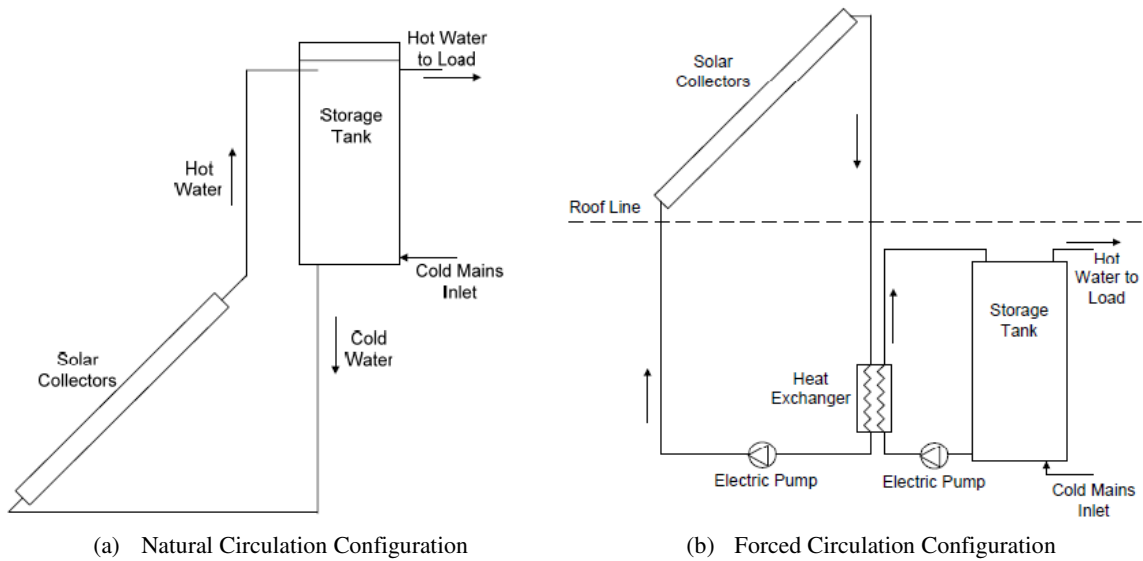 Hot Water
to Load
Storage
Tank
Hot
Water
Cold Mains
Inlet
Cold
Water
Solar
Collectors
(a) Natural Circulation Configuration
Solar
Collectors
Roof Line
Hot
Water to
Load
Storage
Tank
Heat
Exchanger
Electric Pump
Electric Pump
Cold Mains
Inlet
(b) Forced Circulation Configuration